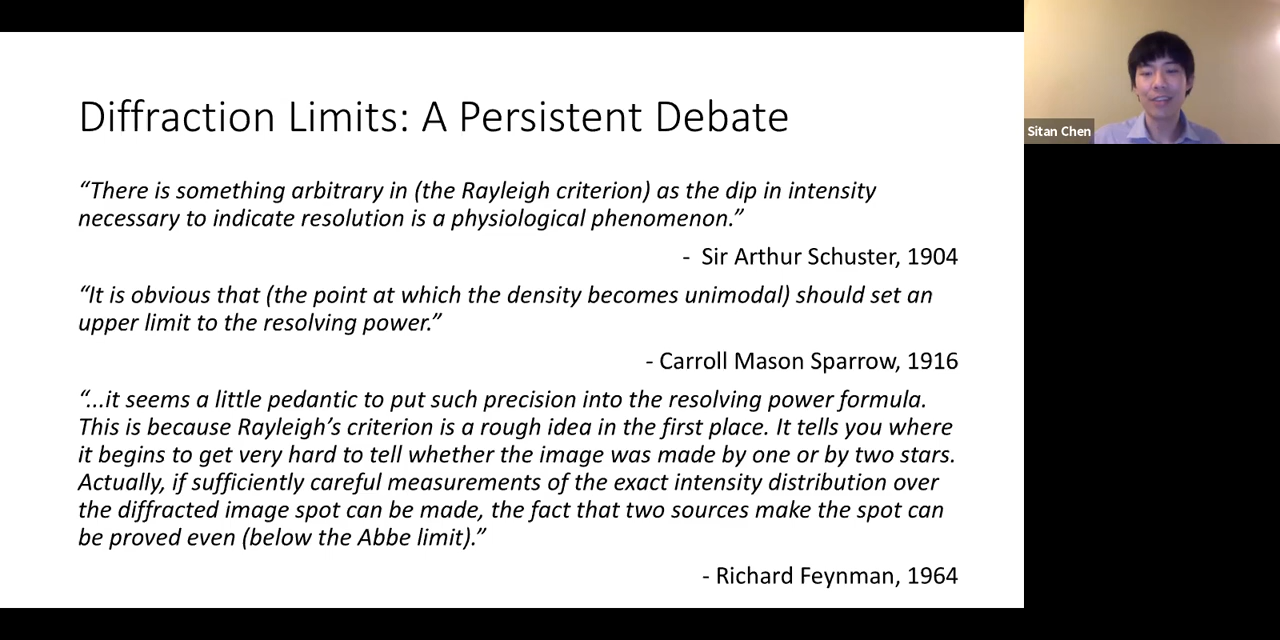 Diffraction Limits: A Persistent Debate
“There is something arbitrary in (the Rayleigh criterion) as the dip in intensity
necessary to indicate resolution is a physiological phenomenon.”
- Sir Arthur Schuster, 1904
“It is obvious that (the point at which the density becomes unimodal) should set an
upper limit to the resolving power.”
- Carroll Mason Sparrow, 1916
“...it seems a little pedantic to put such precision into the resolving power formula.
This is because Rayleigh’s criterion is a rough idea in the first place. It tells you where
it begins to get very hard to tell whether the image was made by one or by two stars.
Actually, if sufficiently careful measurements of the exact intensity distribution over
the diffracted image spot can be made, the fact that two sources make the spot can
be proved even (below the Abbe limit).”
- Richard Feynman, 1964
Sitan Chen